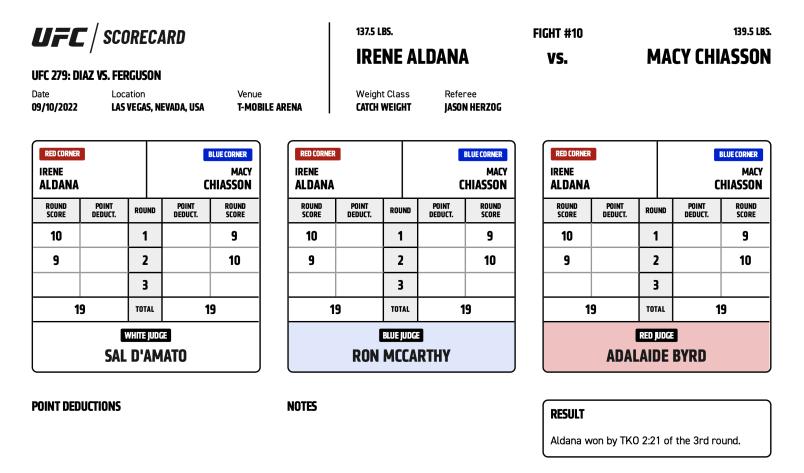 UFC / SCORECARD
UFC 279: DIAZ VS. FERGUSON
Date Location Venue
09/10/2022 LAS VEGAS, NEVADA, USA T-MOBILE ARENA
137.5 LBS. FIGHT #10 139.5 LBS.
IRENE ALDANA VS. MACY CHIASSON
Weight Class Referee
CATCH WEIGHT JASON HERZOG
RED CORNER BLUE CORNER
IRENE MACY
ALDANA CHIASSON
ROUND POINT ROUND POINT ROUND
SCORE DEDUCT. DEDUCT. SCORE
10 1 9
9 2 10
3
19 TOTAL 19
WHITE JUDGE
SAL D'AMATO
RED CORNER BLUE CORNER
IRENE MACY
ALDANA CHIASSON
ROUND POINT ROUND POINT ROUND
SCORE DEDUCT. DEDUCT. SCORE
10 1 9
9 2 10
3
19 TOTAL 19
BLUE JUDGE
RON MCCARTHY
RED CORNER BLUE CORNER
IRENE MACY
ALDANA CHIASSON
ROUND POINT ROUND POINT ROUND
SCORE DEDUCT. DEDUCT. SCORE
10 1 9
9 2 10
3
19 TOTAL 19
RED JUDGE
ADALAIDE BYRD
POINT DEDUCTIONS
NOTES
RESULT
Aldana won by TKO 2:21 of the 3rd round.